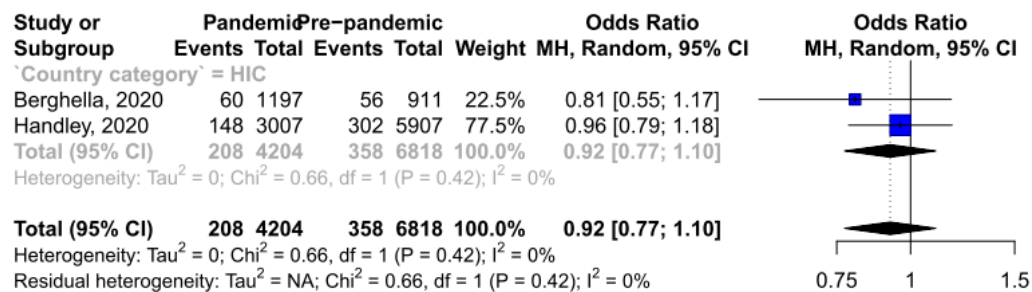 Study or Pandemic Pre−pandemic Odds Ratio Odds Ratio
Subgroup Events Total Events Total Weight MH, Random, 95% CI MH, Random, 95% CI
`Country category` = HIC
Berghella, 2020 60 1197 56 911 22.5% 0.81 [0.55; 1.17]
Handley, 2020 148 3007 302 5907 77.5% 0.96 [0.79; 1.18]
Total (95% CI) 208 4204 358 6818 100.0% 0.92 [0.77; 1.10]
Heterogeneity: Tau² = 0; Chi² = 0.66, df = 1 (P = 0.42); I² = 0%
Total (95% CI) 208 4204 358 6818 100.0% 0.92 [0.77; 1.10]
Heterogeneity: Tau² = 0; Chi² = 0.66, df = 1 (P = 0.42); I² = 0%
Residual heterogeneity: Tau² = NA; Chi² = 0.66, df = 1 (P = 0.42); I² = 0% 0.75 1 1.5